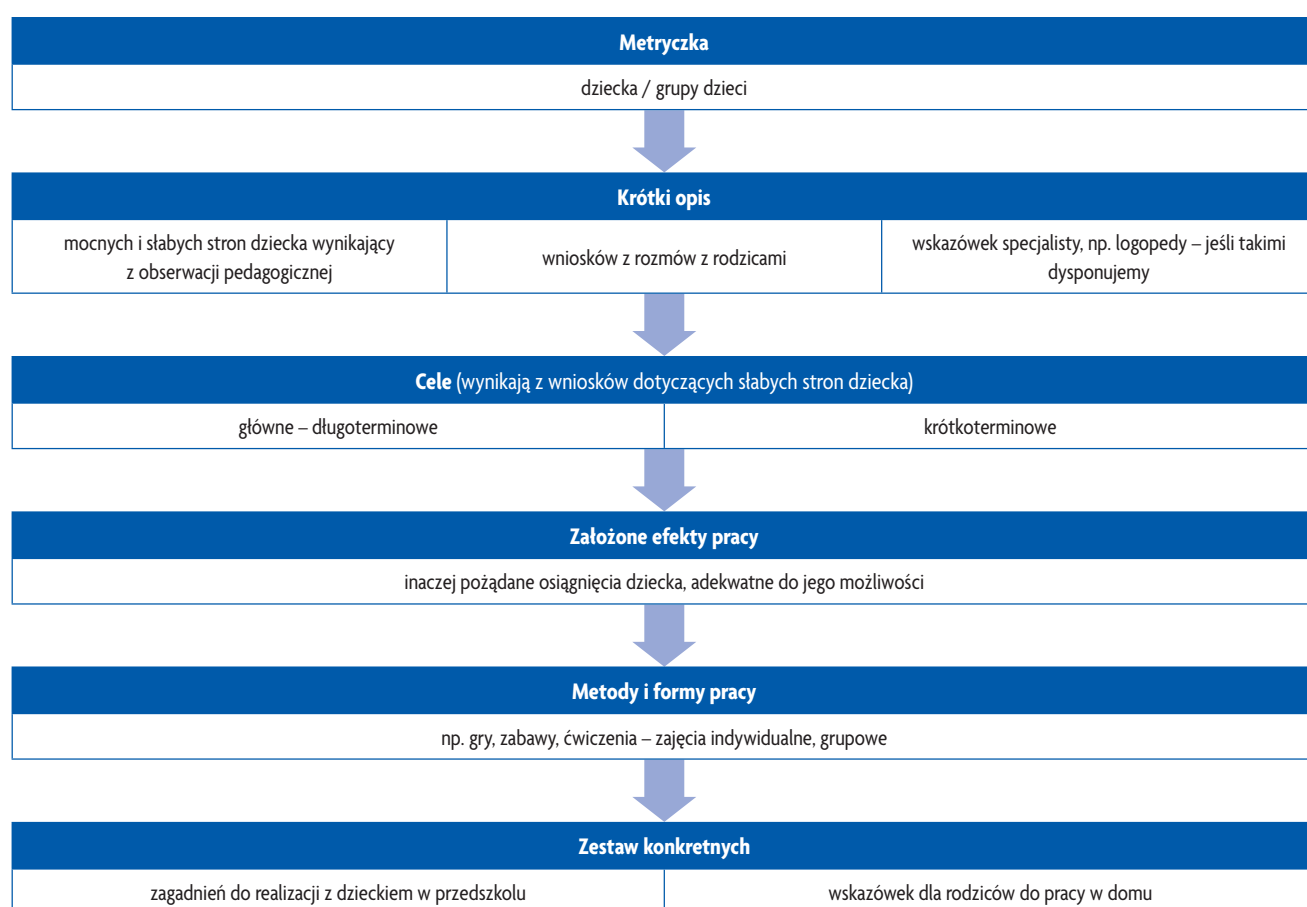 Metryczka
dziecka / grupy dzieci
Krótki opis
mocnych i słabych stron dziecka wynikający
z obserwacji pedagogicznej
wniosków z rozmów z rodzicami
wskazówek specjalisty, np. logopedy – jeśli takimi
dysponujemy
Cele (wynikają z wniosków dotyczących słabych stron dziecka)
główne – długoterminowe
krótkoterminowe
Założone efekty pracy
inaczej pożądane osiągnięcia dziecka, adekwatne do jego możliwości
Metody i formy pracy
np. gry, zabawy, ćwiczenia – zajęcia indywidualne, grupowe
Zestaw konkretnych
zagadnień do realizacji z dzieckiem w przedszkolu
wskazówek dla rodziców do pracy w domu